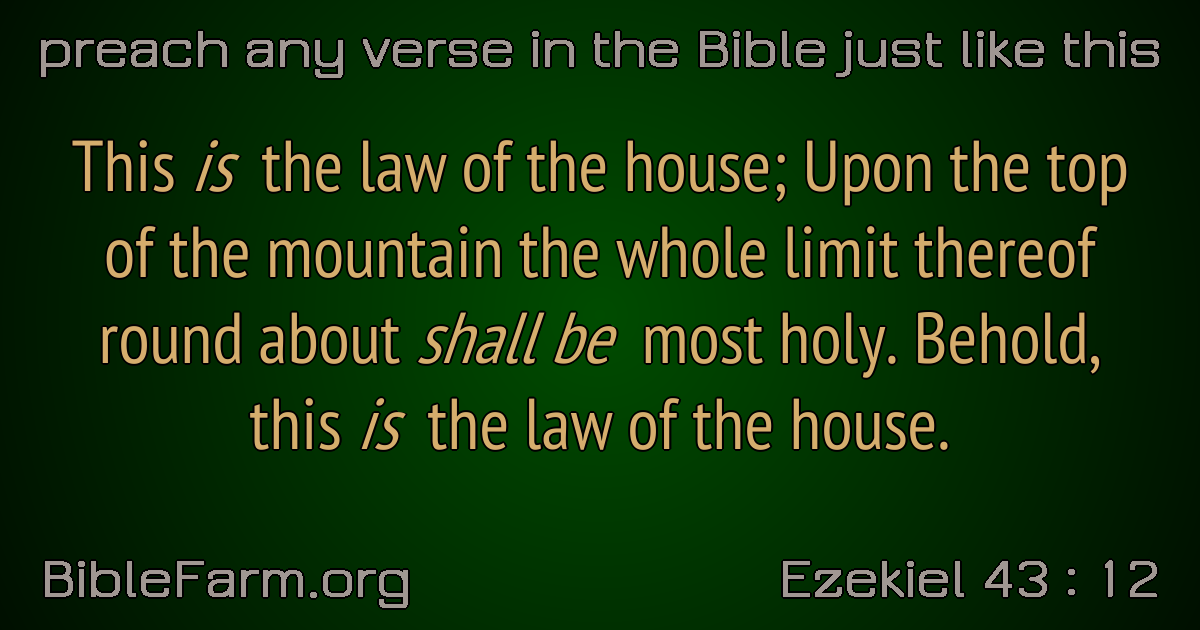 preach any verse in the Bible just like this
This is the law of the house; Upon the top
of the mountain the whole limit thereof
round about shall be most holy. Behold,
this is the law of the house.
BibleFarm.org
Ezekiel 43 : 12